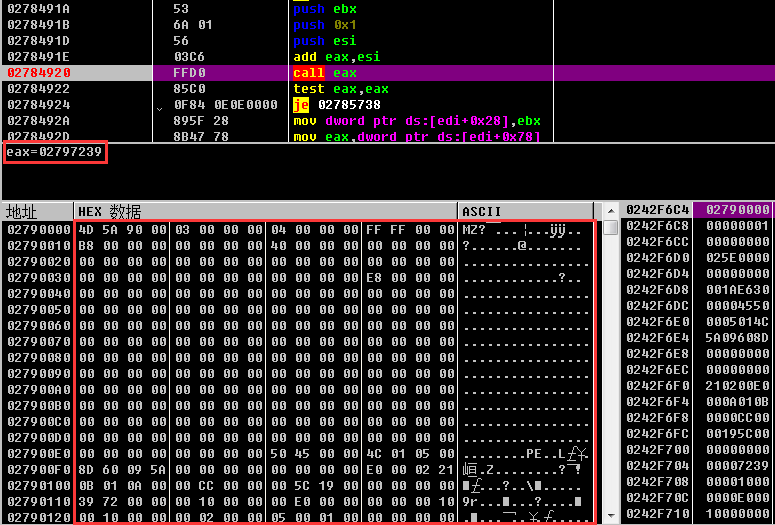 0278491A 53 push ebx
0278491B 6A 01 push 0x1
0278491D 56 push esi
0278491E 03C6 add eax,esi
02784920 FFD0 call eax
02784922 85C0 test eax,eax
02784924 0F84 0E0E0000 je 02785738
0278492A 895F 28 mov dword ptr ds:[edi+0x28],ebx
0278492D 8B47 78 mov eax,dword ptr ds:[edi+0x78]
eax=02797239
地址 HEX 数据 ASCII
02790000 4D 5A 90 00 03 00 00 00 04 00 00 00 FF FF 00 00
02790010 B8 00 00 00 00 00 00 00 40 00 00 00 00 00 00 00 ?.......@.......
02790020 00 00 00 00 00 00 00 00 00 00 00 00 00 00 00 00 ................
02790030 00 00 00 00 00 00 00 00 00 00 00 00 E8 00 00 00 ............?...
02790040 00 00 00 00 00 00 00 00 00 00 00 00 00 00 00 00 ................
02790050 00 00 00 00 00 00 00 00 00 00 00 00 00 00 00 00 ................
02790060 00 00 00 00 00 00 00 00 00 00 00 00 00 00 00 00 ................
02790070 00 00 00 00 00 00 00 00 00 00 00 00 00 00 00 00 ................
02790080 00 00 00 00 00 00 00 00 00 00 00 00 00 00 00 00 ................
02790090 00 00 00 00 00 00 00 00 00 00 00 00 00 00 00 00 ................
027900A0 00 00 00 00 00 00 00 00 00 00 00 00 00 00 00 00 ................
027900B0 00 00 00 00 00 00 00 00 00 00 00 00 00 00 00 00 ................
027900C0 00 00 00 00 00 00 00 00 00 00 00 00 00 00 00 00 ................
027900D0 00 00 00 00 00 00 00 00 00 00 00 00 00 00 00 00 ................
027900E0 00 00 00 00 00 00 00 00 50 45 00 00 4C 01 05 00
027900F0 8D 60 09 5A 00 00 00 00 00 00 00 00 E0 00 02 21
02790100 0B 01 0A 00 00 CC 00 00 00 5C 19 00 00 00 00 00
02790110 39 72 00 00 00 10 00 00 00 E0 00 00 00 00 00 10
02790120 00 10 00 00 00 02 00 00 05 00 01 00 00 00 00 00
0242F6C4 02790000
0242F6C8 00000001
0242F6CC 00000000
0242F6D0 025E0000
0242F6D4 00000000
0242F6D8 001AE630
0242F6DC 00004550
0242F6E0 0005014C
0242F6E4 5A09608D
0242F6E8 00000000
0242F6EC 00000000
0242F6F0 210200E0
0242F6F4 000A010B
0242F6F8 0000CC00
0242F6FC 00195C00
0242F700 00000000
0242F704 00007239
0242F708 00001000
0242F70C 0000E000
0242F710 10000000